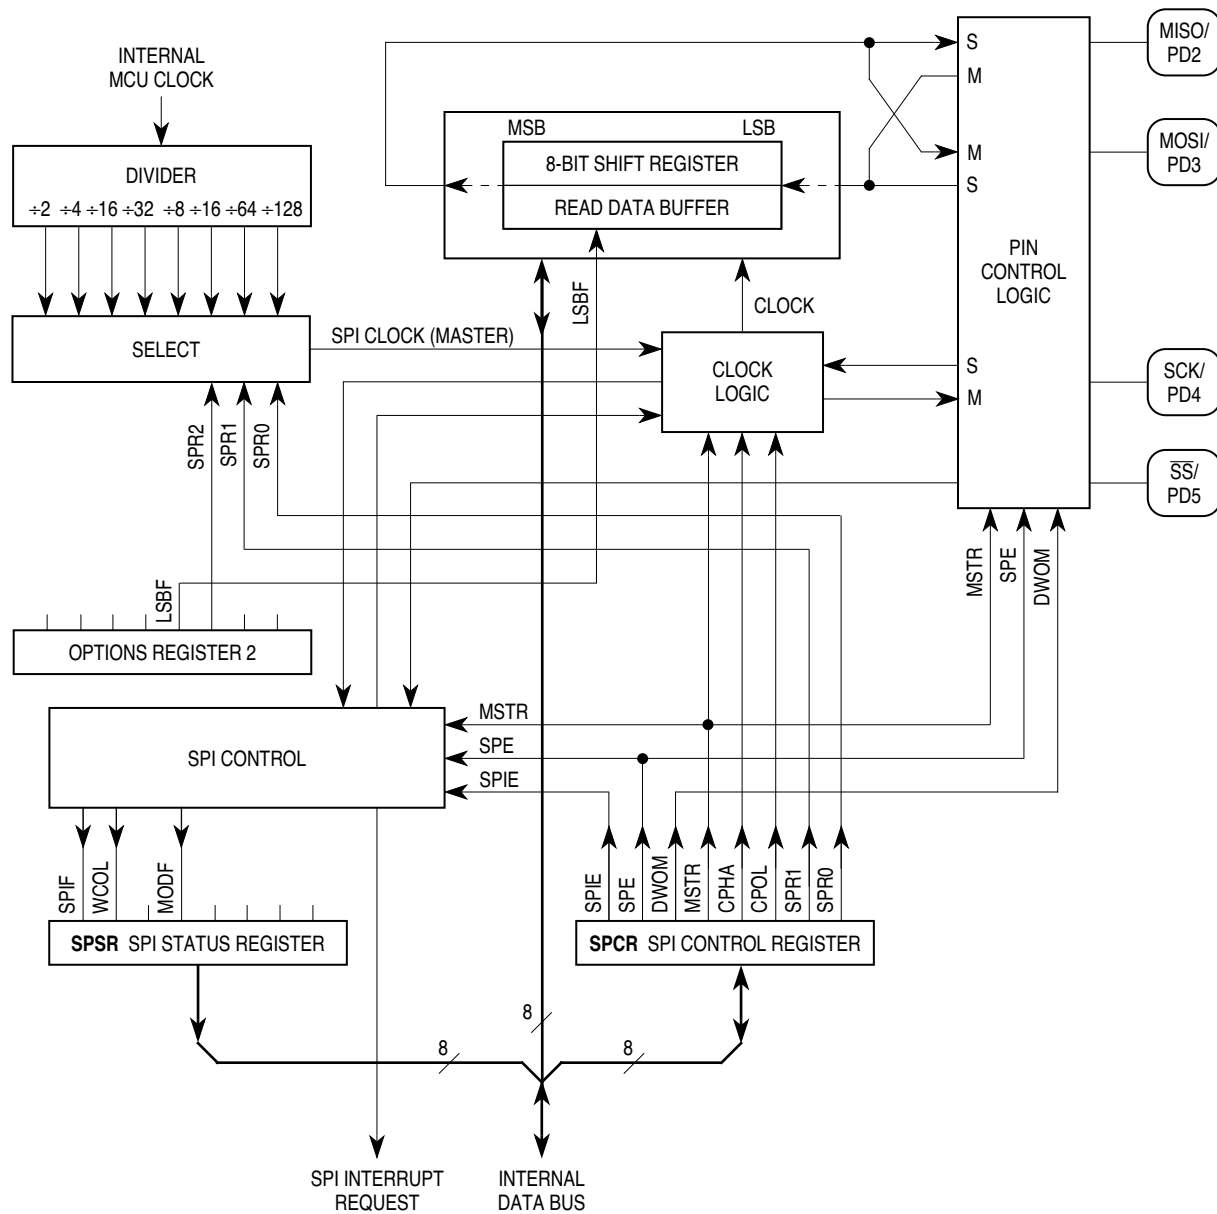 INTERNAL
MCU CLOCK
DIVIDER
÷2 ÷4 ÷16 ÷32 ÷8 ÷16 ÷64 ÷128
SELECT
SPI CLOCK (MASTER)
SPR2
SPR1
SPR0
LSBF
OPTIONS REGISTER 2
MSB
LSB
8-BIT SHIFT REGISTER
READ DATA BUFFER
LSBF
CLOCK
CLOCK
LOGIC
S
M
M
S
PIN
CONTROL
LOGIC
S
M
MISO/
PD2
MOSI/
PD3
SCK/
PD4
SS/
PD5
MSTR
SPE
DWOM
SPI CONTROL
MSTR
SPE
SPIE
SPIF
WCOL
MODF
SPSR SPI STATUS REGISTER
SPIE
SPE
DWOM
MSTR
CPHA
CPOL
SPR1
SPR0
SPCR SPI CONTROL REGISTER
8
8
8
SPI INTERRUPT
REQUEST
INTERNAL
DATA BUS